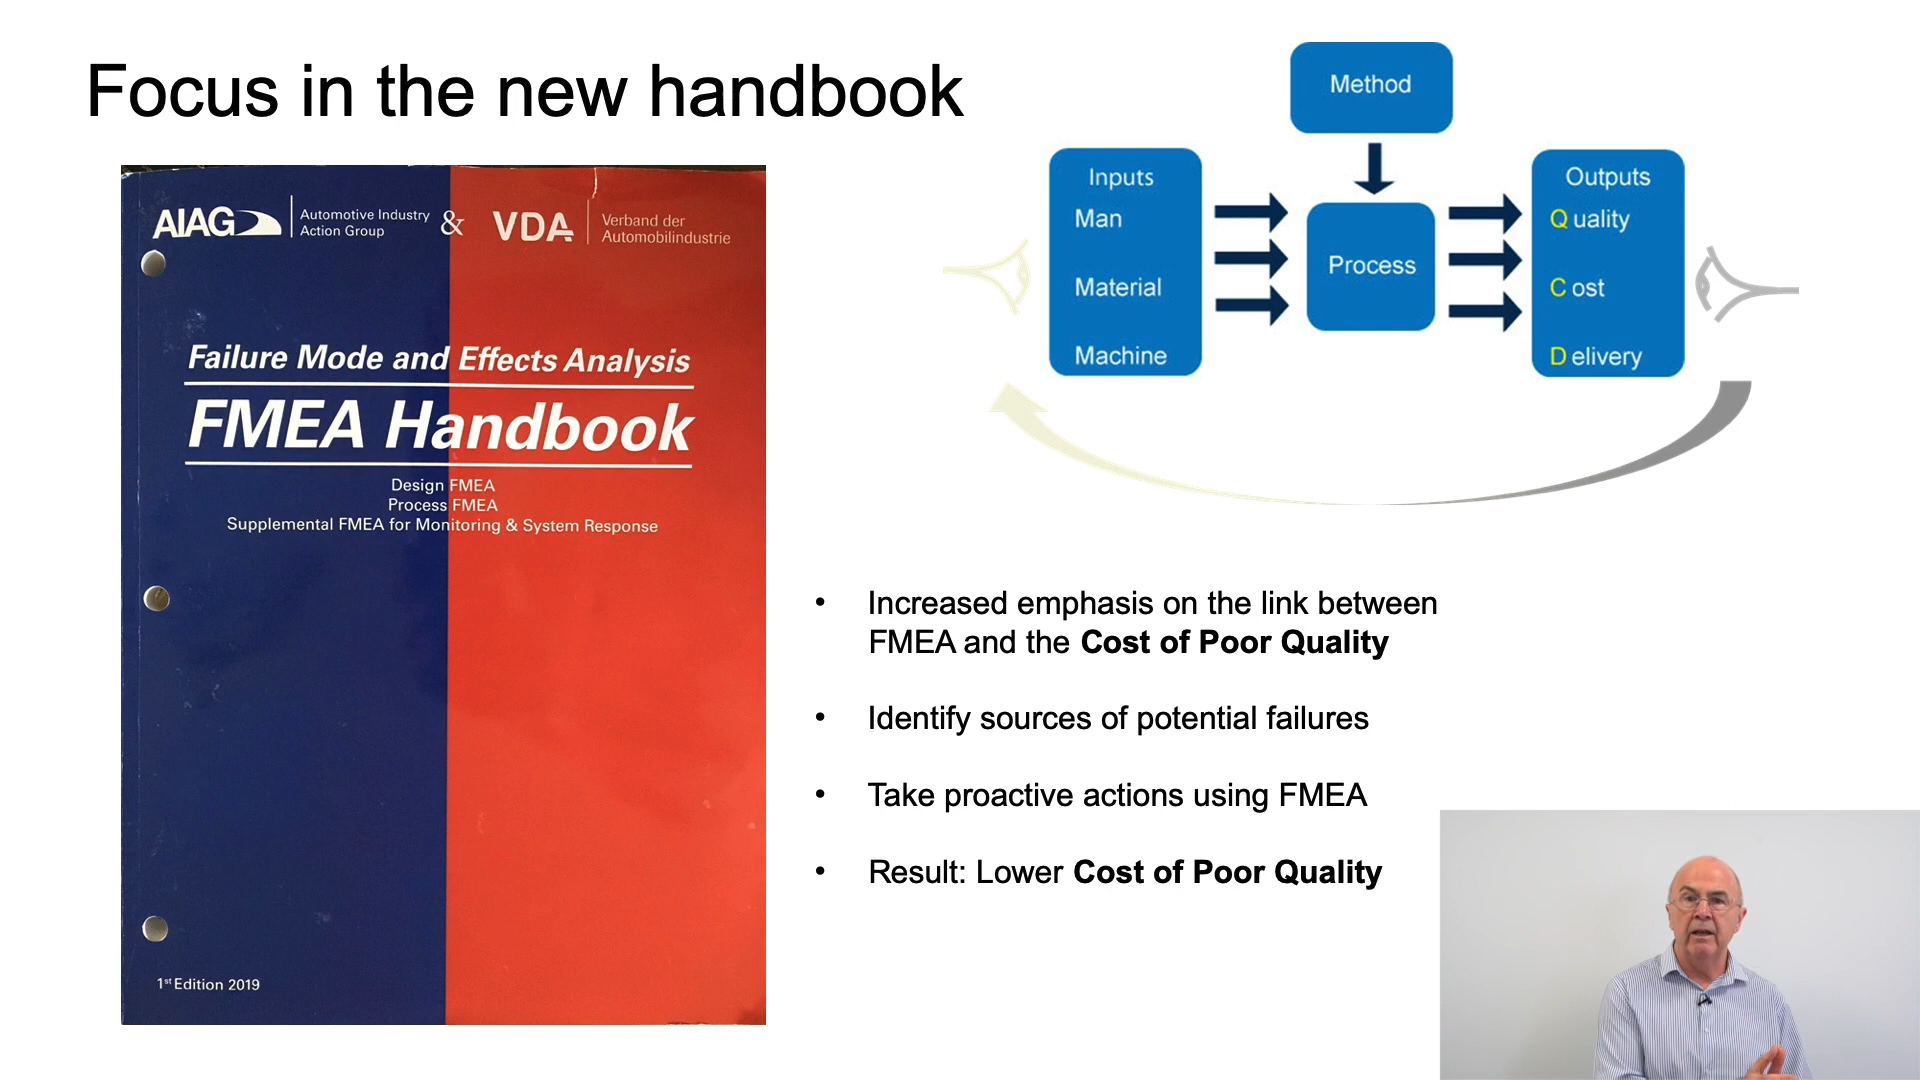 Focus in the new handbook
AIAG
Automotive Industry
Action Group
&
VDA
Verband der
Automobilindustrie
Failure Mode and Effects Analysis
FMEA Handbook
Design FMEA
Process FMEA
Supplemental FMEA for Monitoring & System Response
1st Edition 2019
Method
Inputs
Man
Material
Machine
Process
Outputs
Quality
Cost
Delivery
• Increased emphasis on the link between
FMEA and the Cost of Poor Quality
• Identify sources of potential failures
• Take proactive actions using FMEA
• Result: Lower Cost of Poor Quality